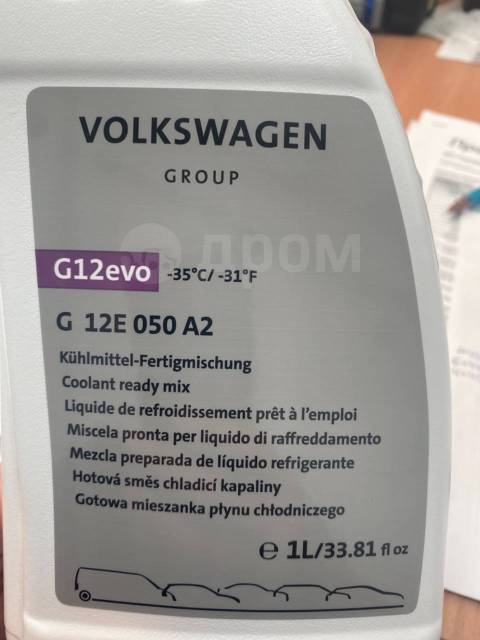 VOLKSWAGEN
GROUP
дром
G12evo -35°C/ -31°F
G 12E 050 A2
Kühlmittel-Fertigmischung
Coolant ready mix
Liquide de refroidissement prêt à l'emploi
Miscela pronta per liquido di raffreddamento
Mezcla preparada de líquido refrigerante
Hotová směs chladicí kapaliny
Gotowa mieszanka płynu chłodniczego
℮ 1L/33.81 fl oz